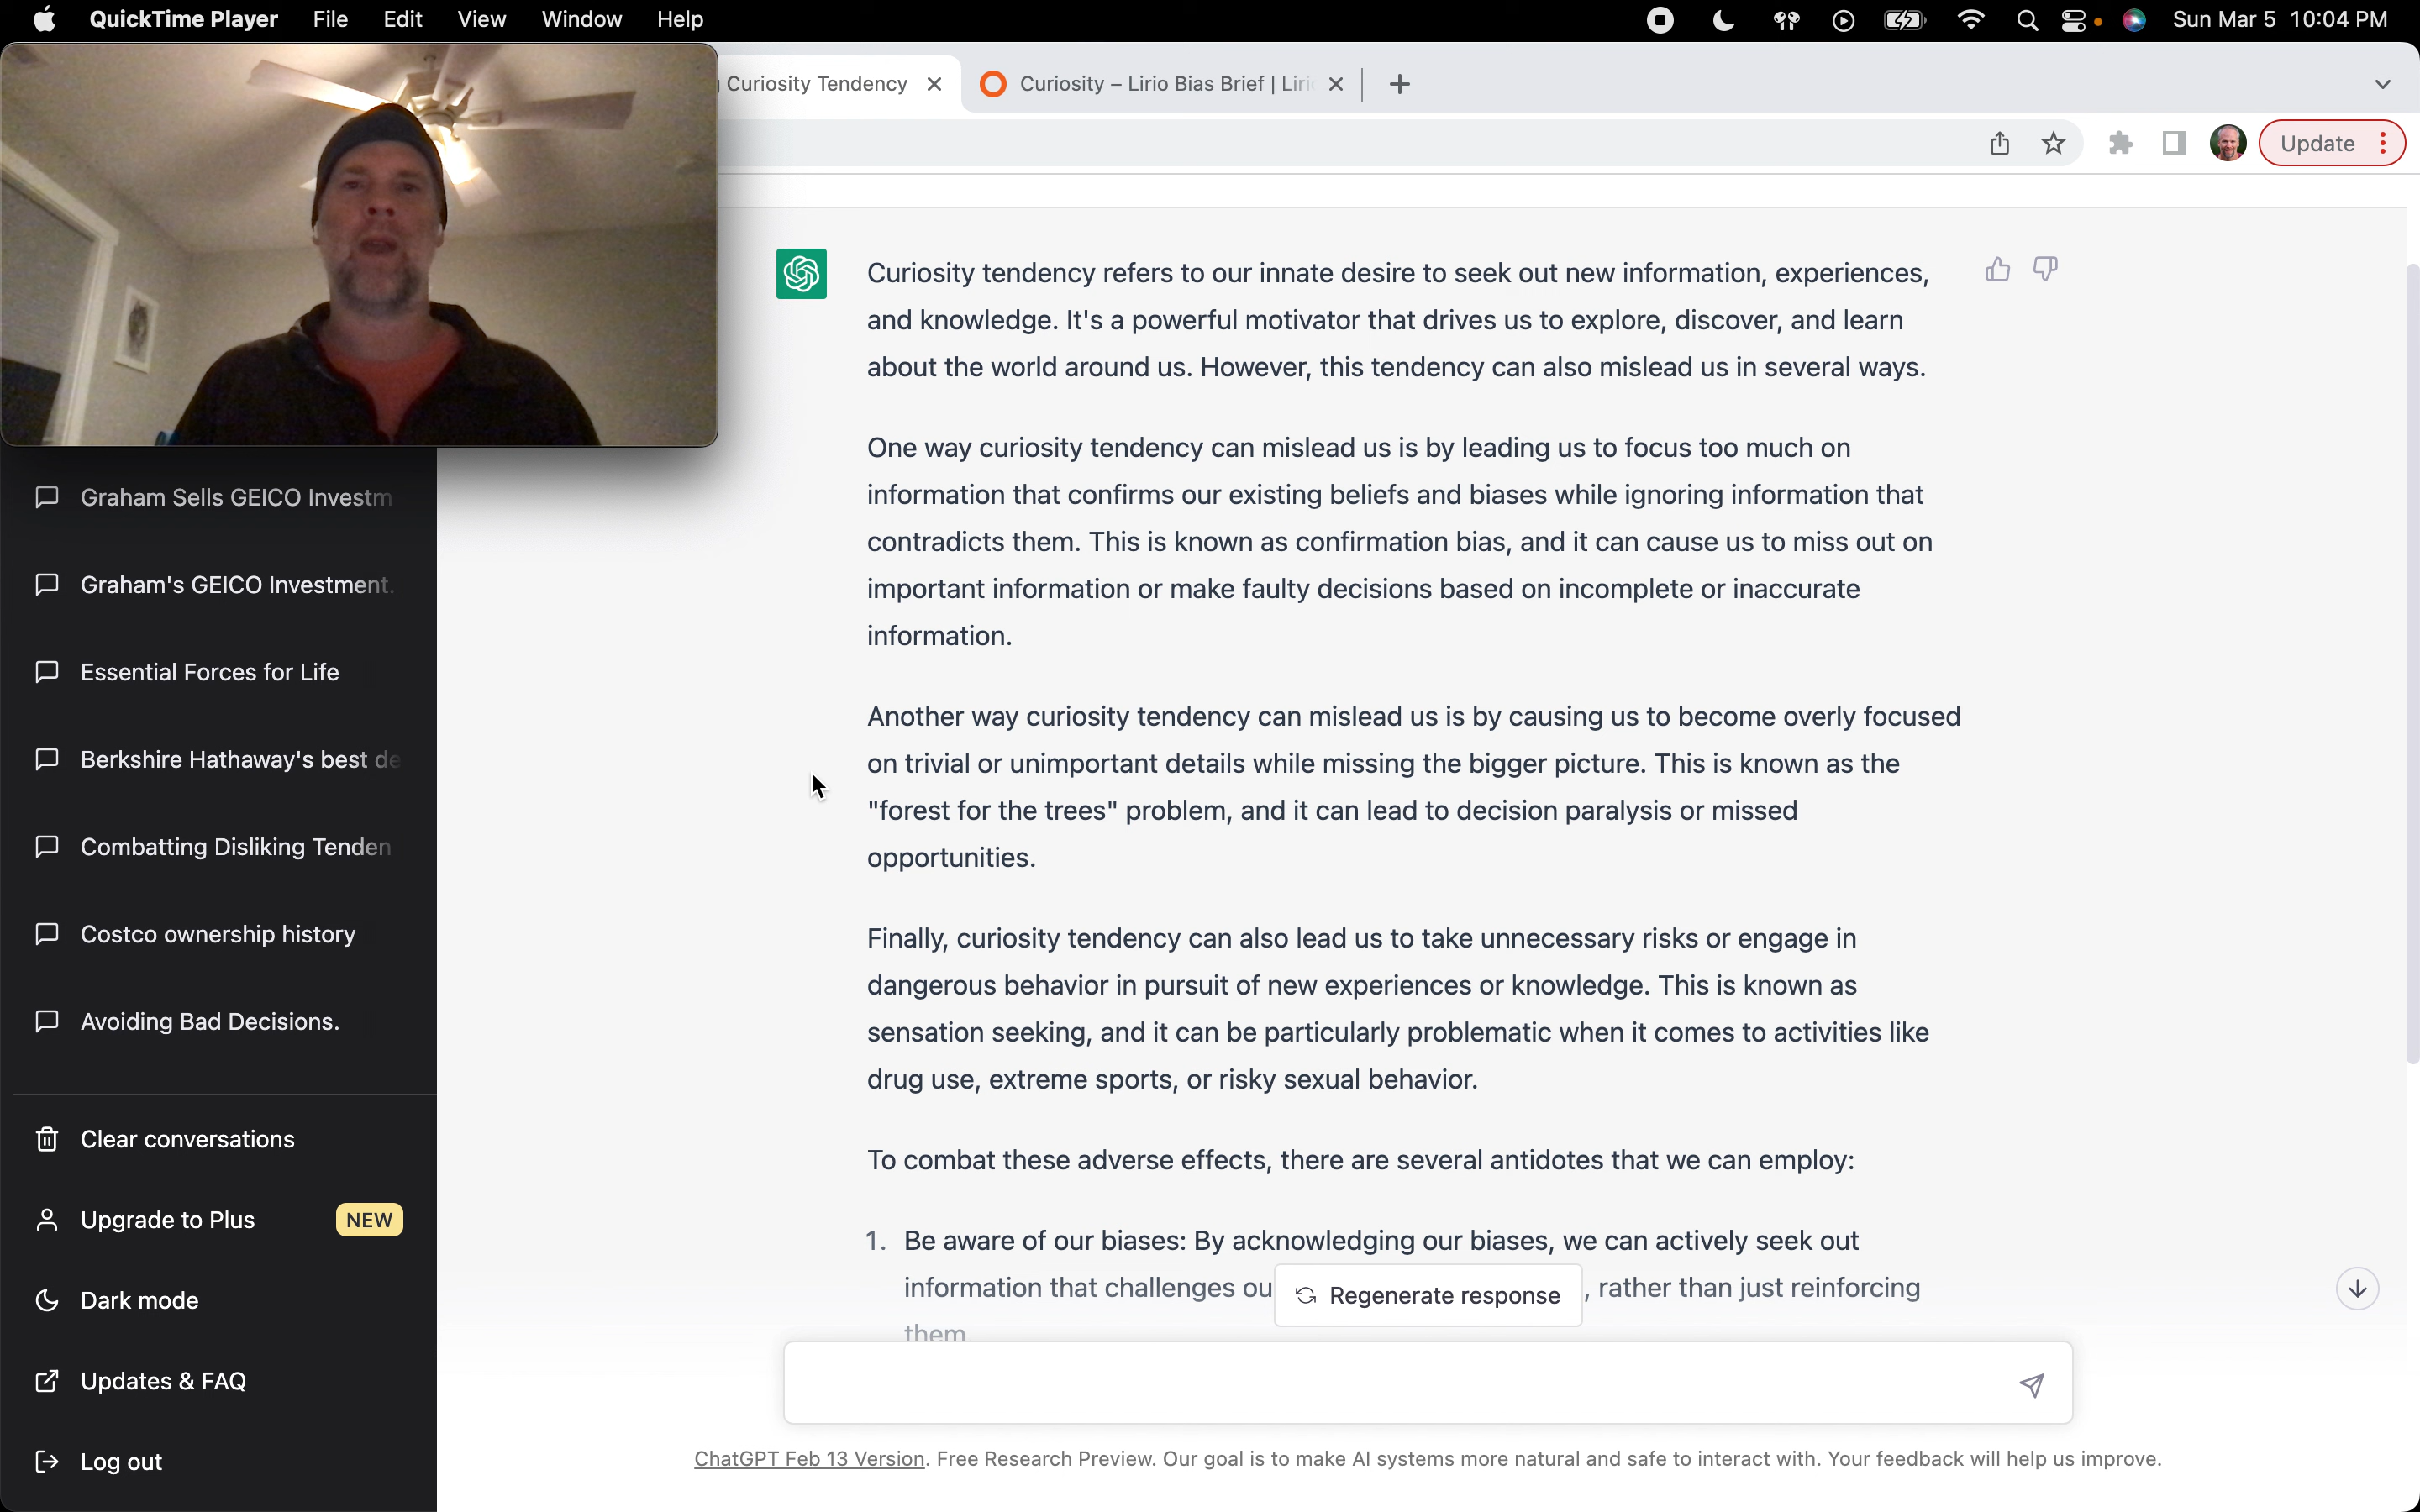 QuickTime Player File Edit View Window Help
Sun Mar 5 10:04 PM
Curiosity Tendency
Curiosity – Lirio Bias Brief | Liri
Update
Curiosity tendency refers to our innate desire to seek out new information, experiences,
and knowledge. It's a powerful motivator that drives us to explore, discover, and learn
about the world around us. However, this tendency can also mislead us in several ways.
One way curiosity tendency can mislead us is by leading us to focus too much on
information that confirms our existing beliefs and biases while ignoring information that
contradicts them. This is known as confirmation bias, and it can cause us to miss out on
important information or make faulty decisions based on incomplete or inaccurate
information.
Another way curiosity tendency can mislead us is by causing us to become overly focused
on trivial or unimportant details while missing the bigger picture. This is known as the
"forest for the trees" problem, and it can lead to decision paralysis or missed
opportunities.
Finally, curiosity tendency can also lead us to take unnecessary risks or engage in
dangerous behavior in pursuit of new experiences or knowledge. This is known as
sensation seeking, and it can be particularly problematic when it comes to activities like
drug use, extreme sports, or risky sexual behavior.
To combat these adverse effects, there are several antidotes that we can employ:
1. Be aware of our biases: By acknowledging our biases, we can actively seek out
information that challenges ou
, rather than just reinforcing
them
Regenerate response
ChatGPT Feb 13 Version. Free Research Preview. Our goal is to make AI systems more natural and safe to interact with. Your feedback will help us improve.
Graham Sells GEICO Investm
Graham's GEICO Investment.
Essential Forces for Life
Berkshire Hathaway's best de
Combatting Disliking Tenden
Costco ownership history
Avoiding Bad Decisions.
Clear conversations
Upgrade to Plus NEW
Dark mode
Updates & FAQ
Log out